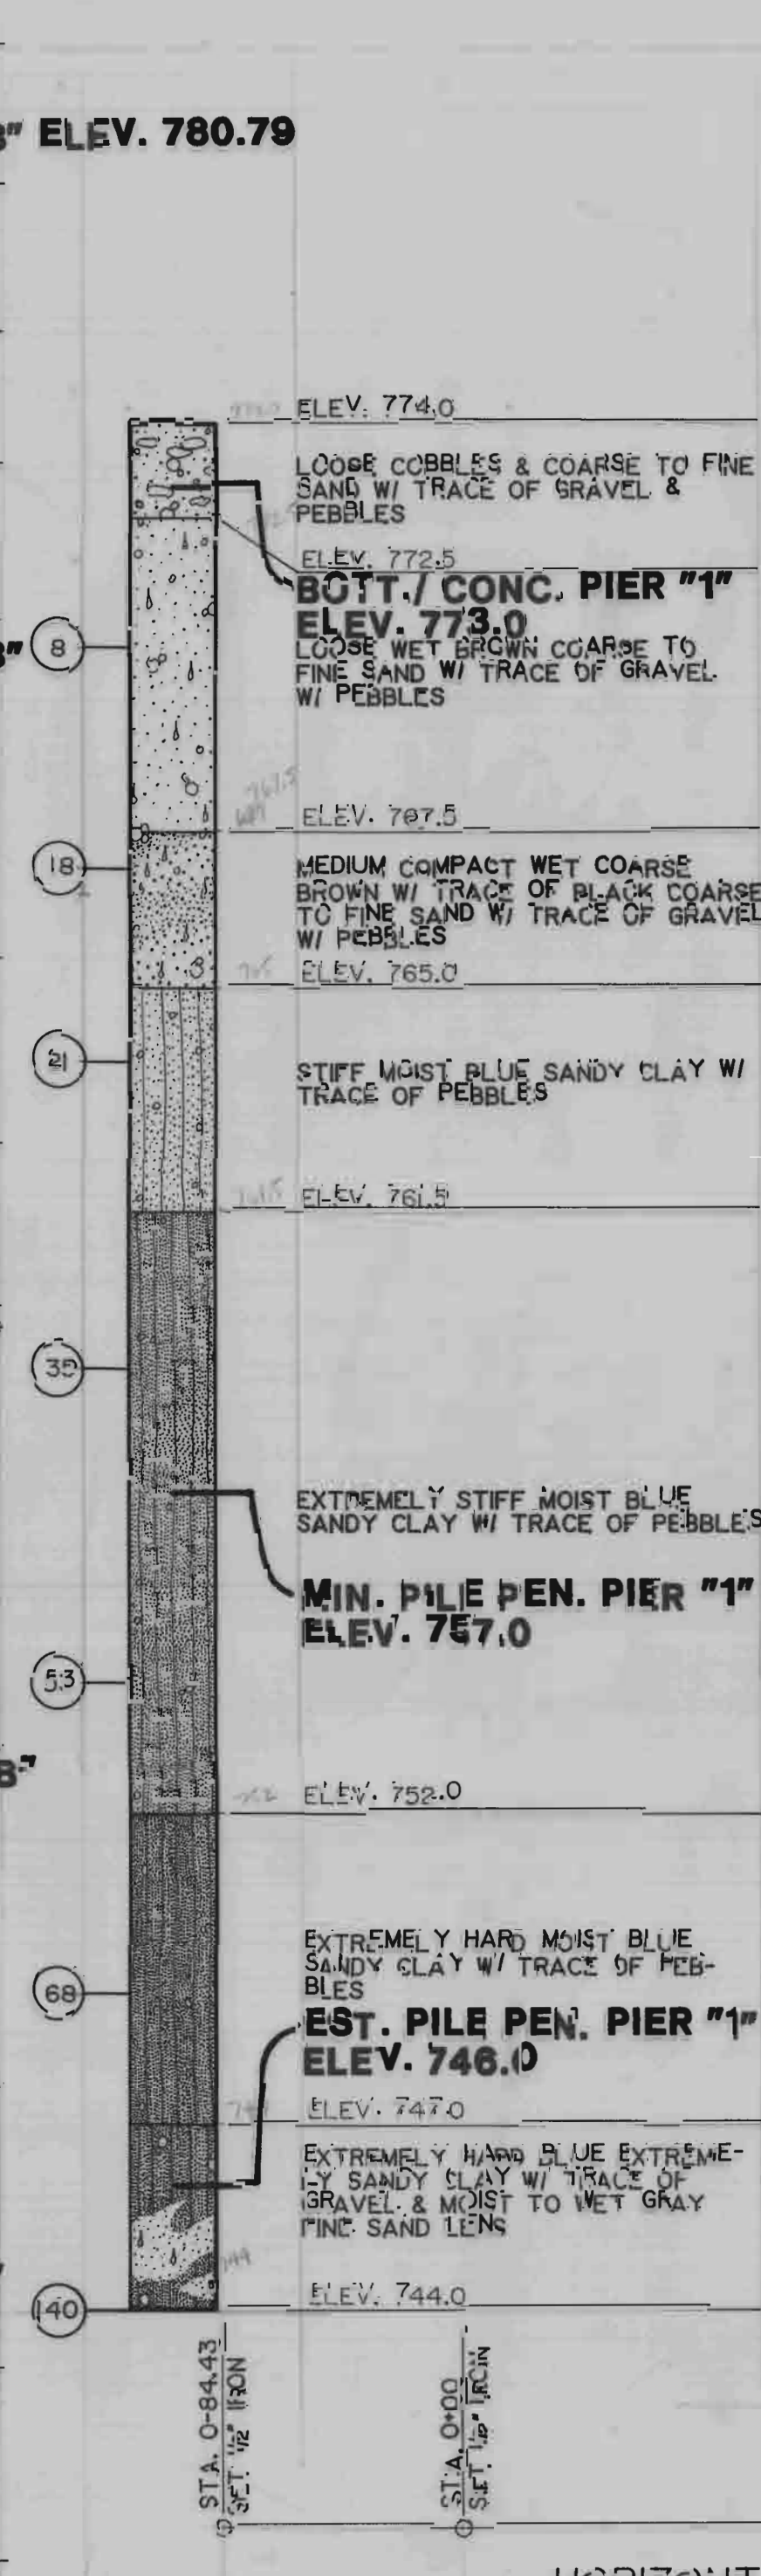 " ELEV. 780.79
ELEV. 774.0
LOOSE COBBLES & COARSE TO FINE
SAND W/ TRACE OF GRAVEL &
PEBBLES
ELEV. 772.5
BOTT./ CONC. PIER "1"
ELEV. 773.0
8
LOOSE WET BROWN COARSE TO
FINE SAND W/ TRACE OF GRAVEL
W/ PEBBLES
767.5
ELEV. 767.5
18
MEDIUM COMPACT WET COARSE
BROWN W/ TRACE OF BLACK COARSE
TO FINE SAND W/ TRACE OF GRAVEL
W/ PEBBLES
765
ELEV. 765.0
21
STIFF MOIST BLUE SANDY CLAY W/
TRACE OF PEBBLES
761.5
ELEV. 761.5
35
EXTREMELY STIFF MOIST BLUE
SANDY CLAY W/ TRACE OF PEBBLES
MIN. PILE PEN. PIER "1"
ELEV. 757.0
53
B"
752
ELEV. 752.0
EXTREMELY HARD MOIST BLUE
SANDY CLAY W/ TRACE OF PEB-
BLES
68
EST. PILE PEN. PIER "1"
ELEV. 746.0
ELEV. 747.0
EXTREMELY HARD BLUE EXTREME-
LY SANDY CLAY W/ TRACE OF
GRAVEL & MOIST TO WET GRAY
FINE SAND LENS
744
ELEV. 744.0
140
STA. 0-84.43
SET 1/2" IRON
STA. 0+00
SET 1/2" IRON